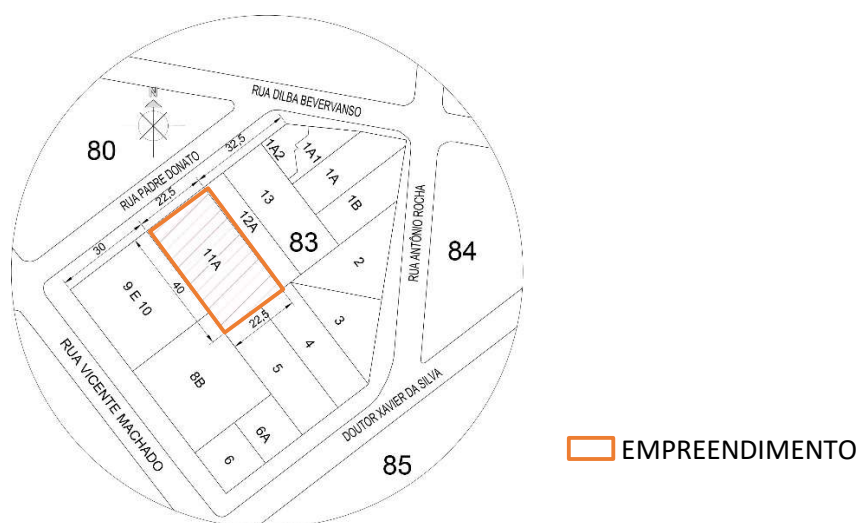 RUA DILBA BEVERVANSO
N
80
RUA PADRE DONATO
32,5
22,5
30
1A2
1A1
1A
1B
13
12A
83
11A
2
RUA ANTÔNIO ROCHA
84
9 E 10
40
22,5
3
4
5
8B
RUA VICENTE MACHADO
6A
6
DOUTOR XAVIER DA SILVA
85
EMPREENDIMENTO